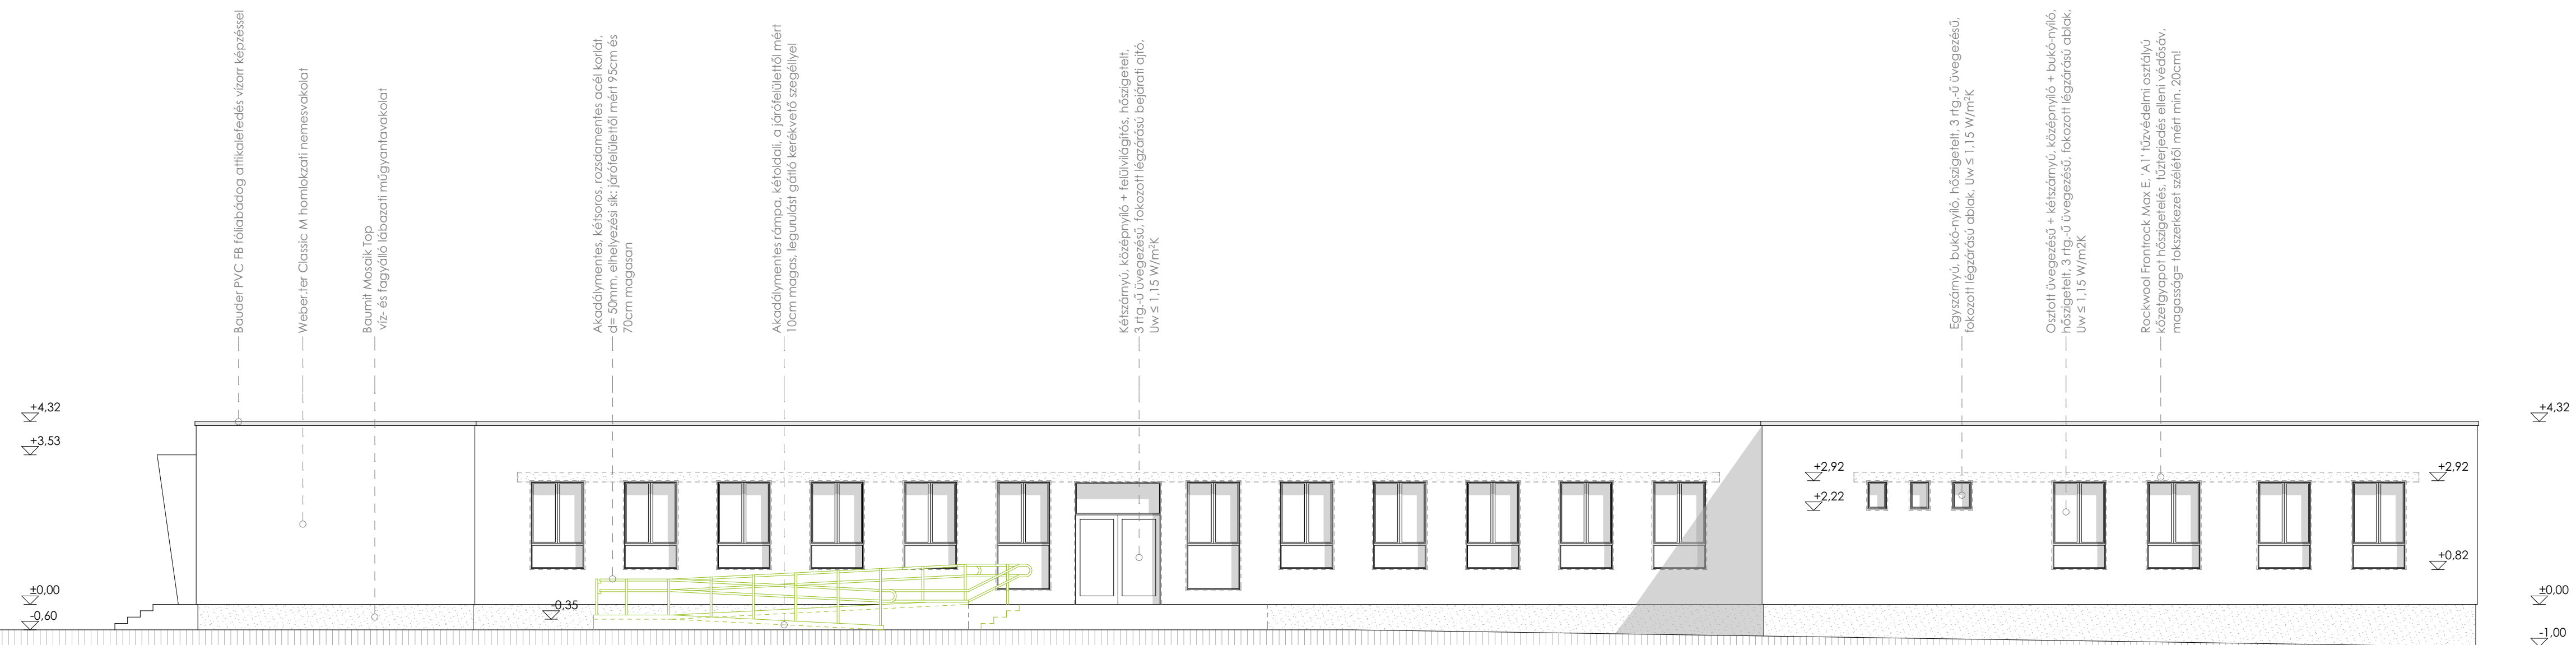 Bauder PVC FB fóliabádog attikalefedés vízorr képzéssel
Weber.ter Classic M homlokzati nemesvakolat
Baumit Mosaik Top
víz- és fagyálló lábazati műgyantavakolat
Akadálymentes, kétsoros, rozsdamentes acél korlát,
d= 50mm, elhelyezési sík: járófelülettől mért 95cm és
70cm magasan
Akadálymentes rámpa, kétoldali, a járófelülettől mért
10cm magas, legurulást gátló kerékvető szegéllyel
Kétszárnyú, középnyíló + felülvilágítós, hőszigetelt,
3 rtg.-ű üvegezésű, fokozott légzárású bejárati ajtó,
Uw ≤ 1,15 W/m²K
Egyszárnyú, bukó-nyíló, hőszigetelt, 3 rtg.-ű üvegezésű,
fokozott légzárású ablak, Uw ≤ 1,15 W/m²K
Osztott üvegezésű + kétszárnyú, középnyíló + bukó-nyíló,
hőszigetelt, 3 rtg.-ű üvegezésű, fokozott légzárású ablak,
Uw ≤ 1,15 W/m2K
Rockwool Frontrock Max E, 'A1' tűzvédelmi osztályú
kőzetgyapot hőszigetelés, tűzterjedés elleni védősáv,
magasság= tokszerkezet szélétől mért min. 20cm!
+4,32
+3,53
±0,00
-0,60
-0,35
+2,92
+2,22
+2,92
+0,82
+4,32
±0,00
-1,00